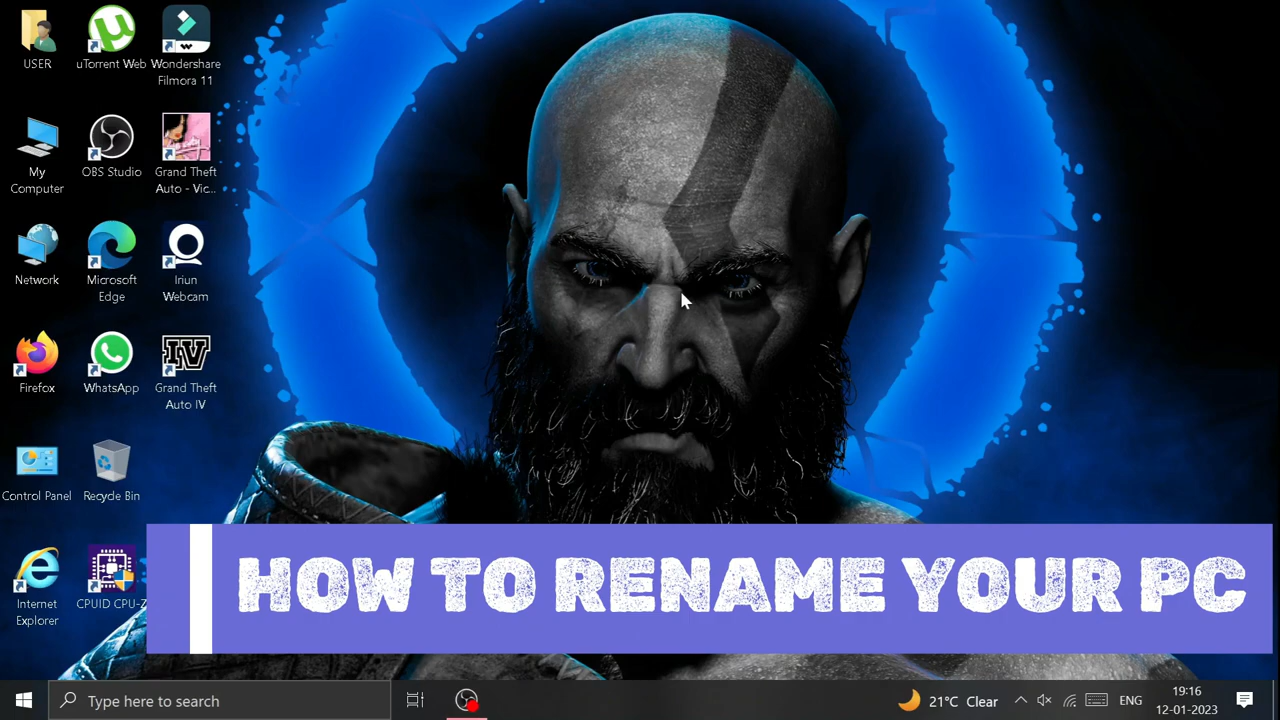 USER
uTorrent Web
Wondershare
Filmora 11
My
Computer
OBS Studio
Grand Theft
Auto - Vic...
Network
Microsoft
Edge
Iriun
Webcam
Firefox
WhatsApp
IV
Grand Theft
Auto IV
Control Panel
Recycle Bin
Internet
Explorer
CPUID CPU-Z
HOW TO RENAME YOUR PC
Type here to search
21°C Clear
ENG
19:16
12-01-2023